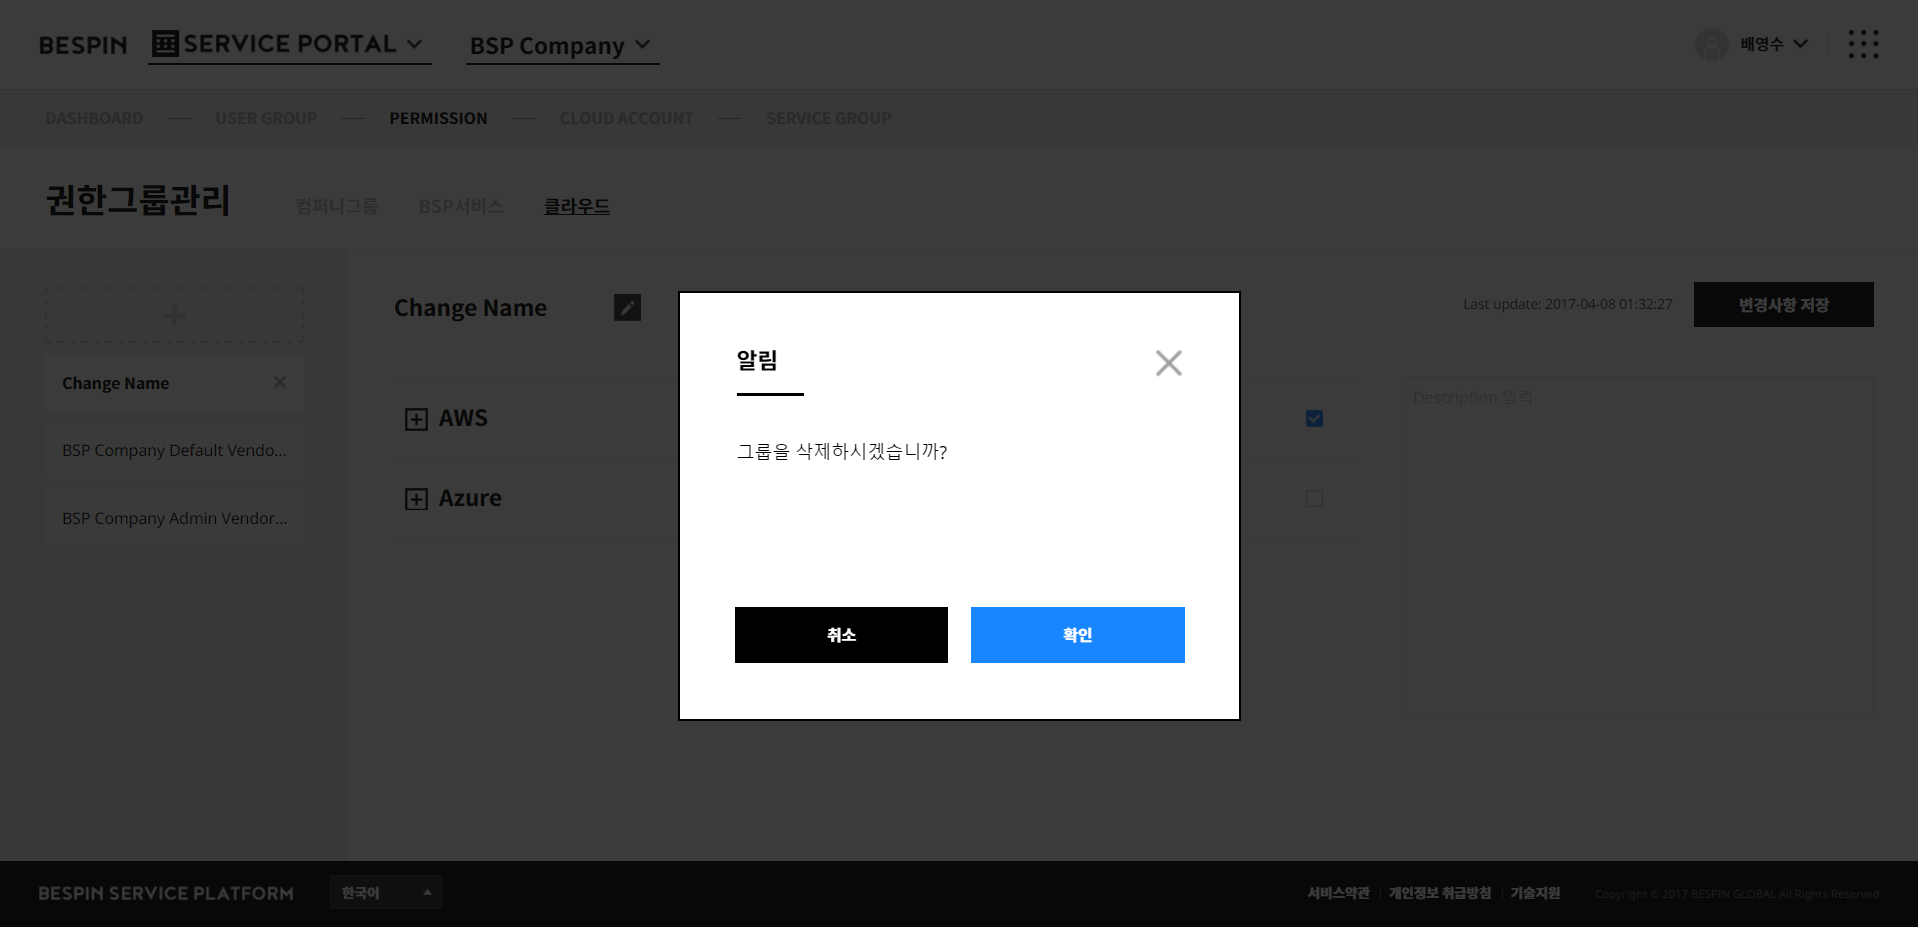 BESPIN SERVICE PORTAL BSP Company 배영수
DASHBOARD USER GROUP PERMISSION CLOUD ACCOUNT SERVICE GROUP
권한그룹관리 컴퍼니그룹 BSP서비스 클라우드
Change Name
Last update: 2017-04-08 01:32:27 변경사항 저장
Change Name
BSP Company Default Vendo...
BSP Company Admin Vendor...
AWS
Azure
Description 입력
알림
그룹을 삭제하시겠습니까?
취소 확인
BESPIN SERVICE PLATFORM 한국어 서비스약관 개인정보 취급방침 기술지원 Copyright © 2017 BESPIN GLOBAL All Rights Reserved